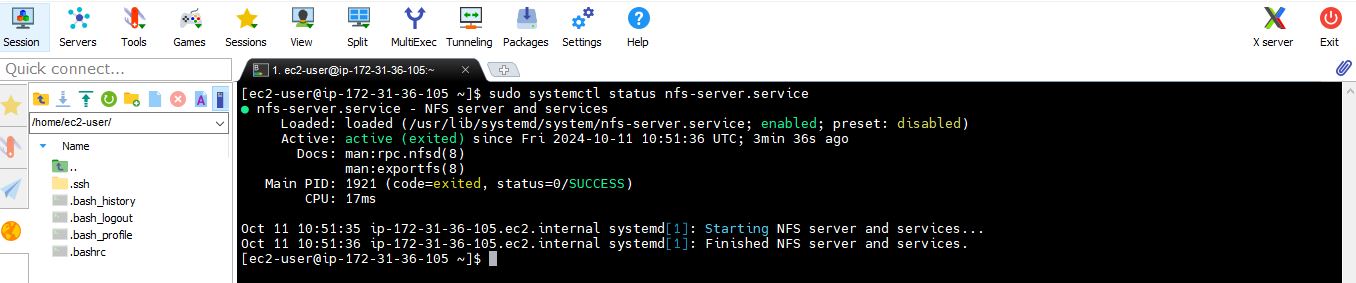 Session Servers Tools Games Sessions View Split MultiExec Tunneling Packages Settings Help X server Exit
Quick connect...
1. ec2-user@ip-172-31-36-105:~
/home/ec2-user/
Name
..
.ssh
.bash_history
.bash_logout
.bash_profile
.bashrc
[ec2-user@ip-172-31-36-105 ~]$ sudo systemctl status nfs-server.service
● nfs-server.service - NFS server and services
Loaded: loaded (/usr/lib/systemd/system/nfs-server.service; enabled; preset: disabled)
Active: active (exited) since Fri 2024-10-11 10:51:36 UTC; 3min 36s ago
Docs: man:rpc.nfsd(8)
man:exportfs(8)
Main PID: 1921 (code=exited, status=0/SUCCESS)
CPU: 17ms
Oct 11 10:51:35 ip-172-31-36-105.ec2.internal systemd[1]: Starting NFS server and services...
Oct 11 10:51:36 ip-172-31-36-105.ec2.internal systemd[1]: Finished NFS server and services.
[ec2-user@ip-172-31-36-105 ~]$